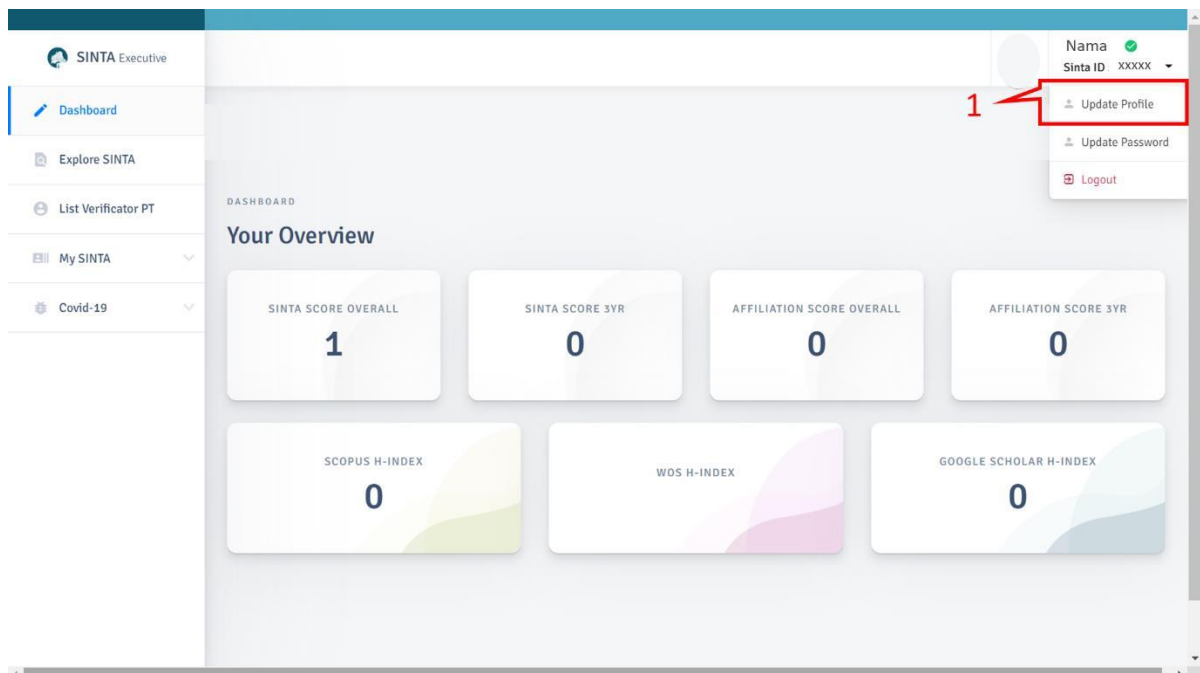 SINTA Executive
Nama
Sinta ID XXXXX
1
Update Profile
Update Password
Logout
Dashboard
Explore SINTA
List Verificator PT
My SINTA
Covid-19
DASHBOARD
Your Overview
SINTA SCORE OVERALL
1
SINTA SCORE 3YR
0
AFFILIATION SCORE OVERALL
0
AFFILIATION SCORE 3YR
0
SCOPUS H-INDEX
0
WOS H-INDEX
GOOGLE SCHOLAR H-INDEX
0